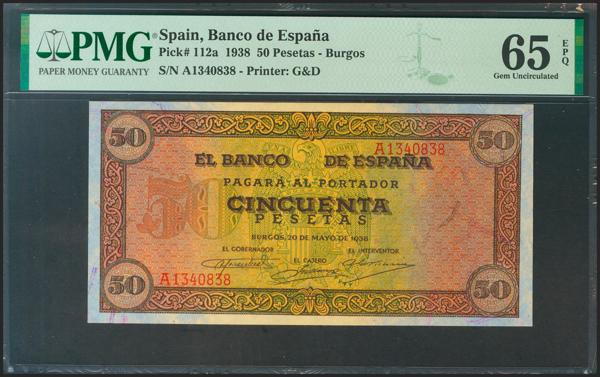 PMG
PAPER MONEY GUARANTY
Spain, Banco de España
Pick# 112a 1938 50 Pesetas - Burgos
S/N A1340838 - Printer: G&D
65 EPQ
Gem Uncirculated
50
50
A1340838
EL BANCO DE ESPAÑA
PAGARÁ AL PORTADOR
50
CINCUENTA
PESETAS
BURGOS, 20 DE MAYO DE 1938
EL GOBERNADOR
EL CAJERO
EL INTERVENTOR
A1340838
50
50